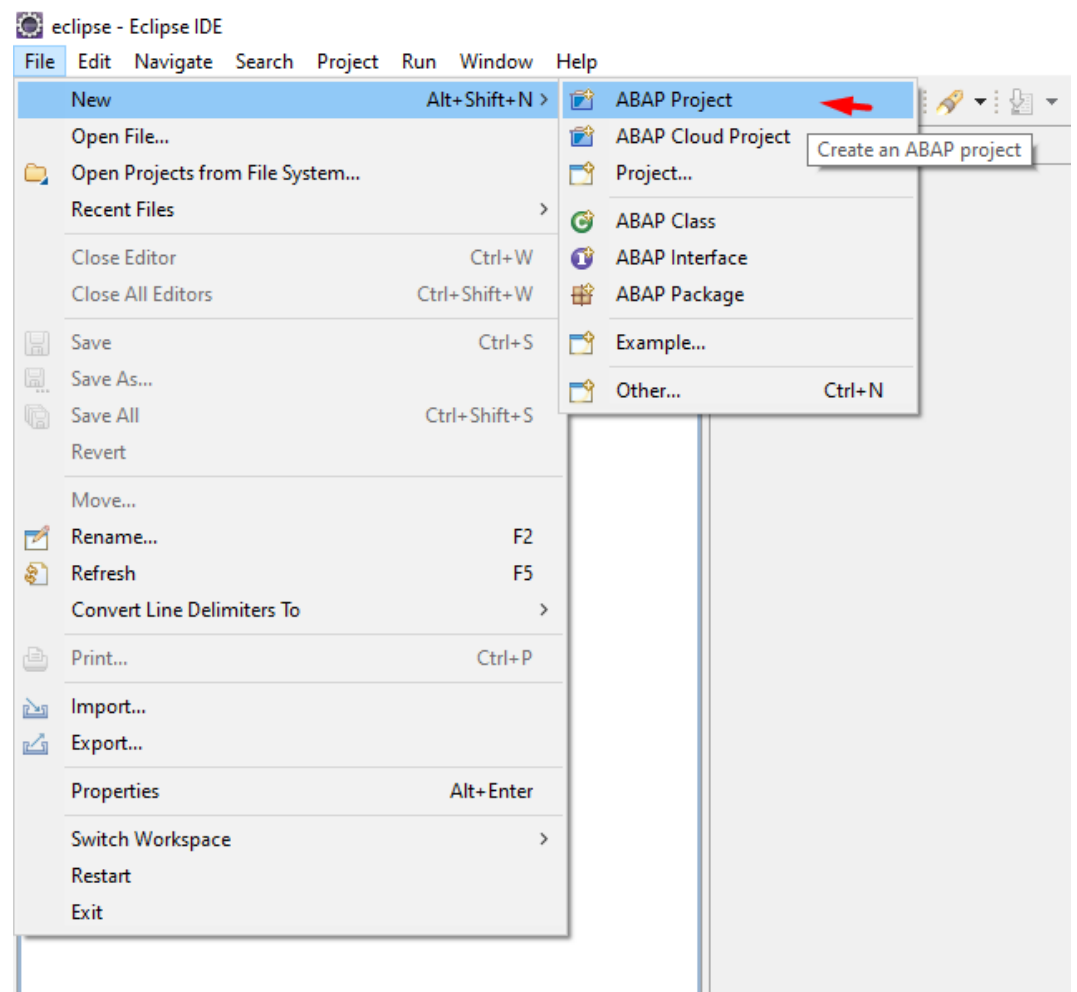 eclipse - Eclipse IDE
File Edit Navigate Search Project Run Window Help
New Alt+Shift+N >
Open File...
Open Projects from File System...
Recent Files >
Close Editor Ctrl+W
Close All Editors Ctrl+Shift+W
Save Ctrl+S
Save As...
Save All Ctrl+Shift+S
Revert
Move...
Rename... F2
Refresh F5
Convert Line Delimiters To >
Print... Ctrl+P
Import...
Export...
Properties Alt+Enter
Switch Workspace >
Restart
Exit
ABAP Project
ABAP Cloud Project
Create an ABAP project
Project...
ABAP Class
ABAP Interface
ABAP Package
Example...
Other... Ctrl+N